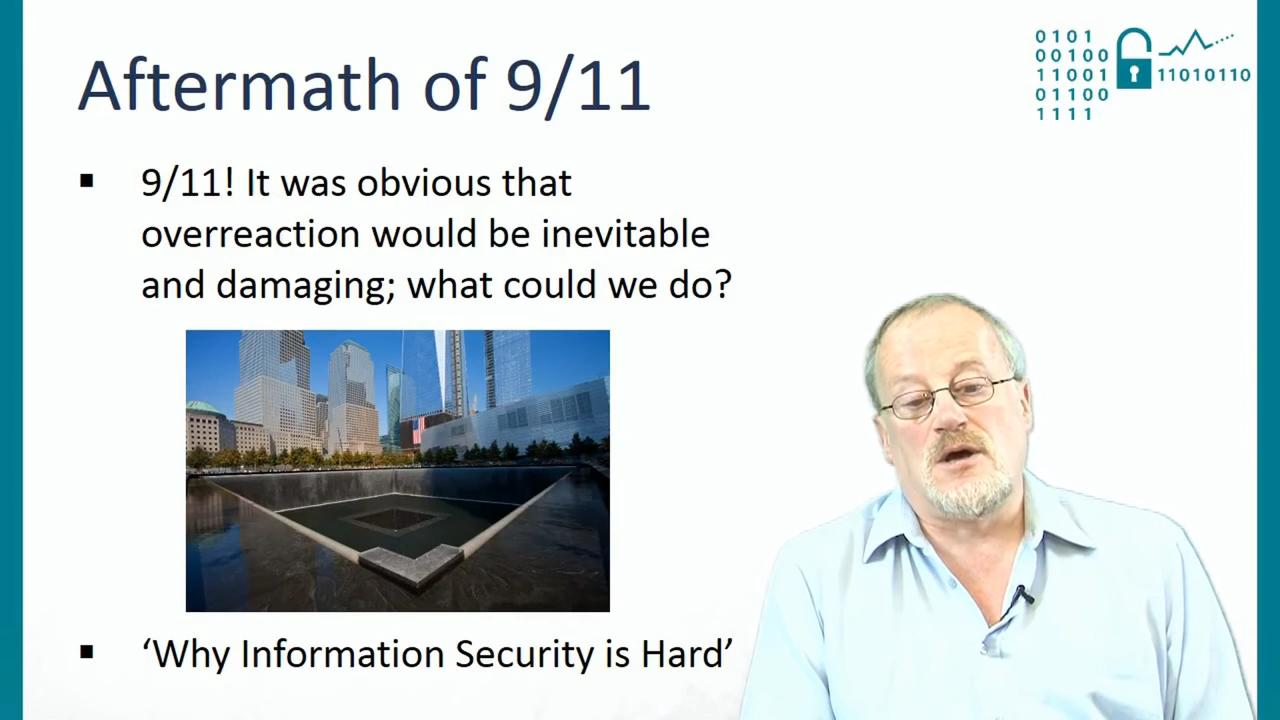 Aftermath of 9/11
0101
00100
11001
01100
1111
11010110
▪ 9/11! It was obvious that
overreaction would be inevitable
and damaging; what could we do?
▪ ‘Why Information Security is Hard’